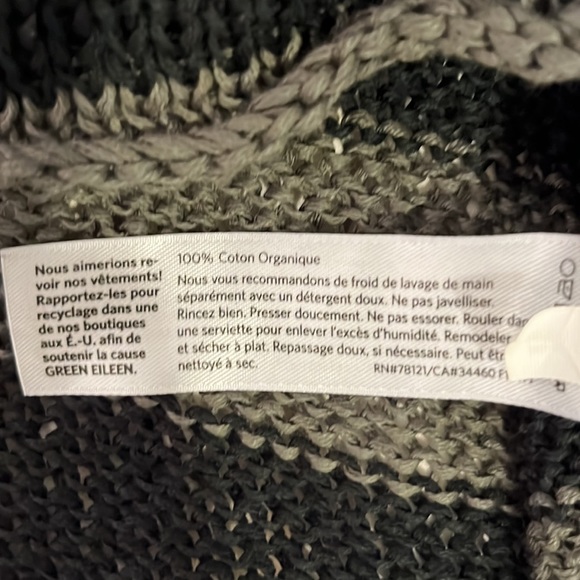 Nous aimerions re-
voir nos vêtements!
Rapportez-les pour
recyclage dans une
de nos boutiques
aux É.-U, afin de
soutenir la cause
GREEN EILEEN.
100% Coton Organique
Nous vous recommandons de froid de lavage de main
séparément avec un détergent doux. Ne pas javelliser.
Rincez bien. Presser doucement. Ne pas essorer. Rouler
une serviette pour enlever l'excès d'humidité. Remodeler
et sécher à plat. Repassage doux, si nécessaire. Peut
nettoyé à sec.
RN#78121/CA#34460